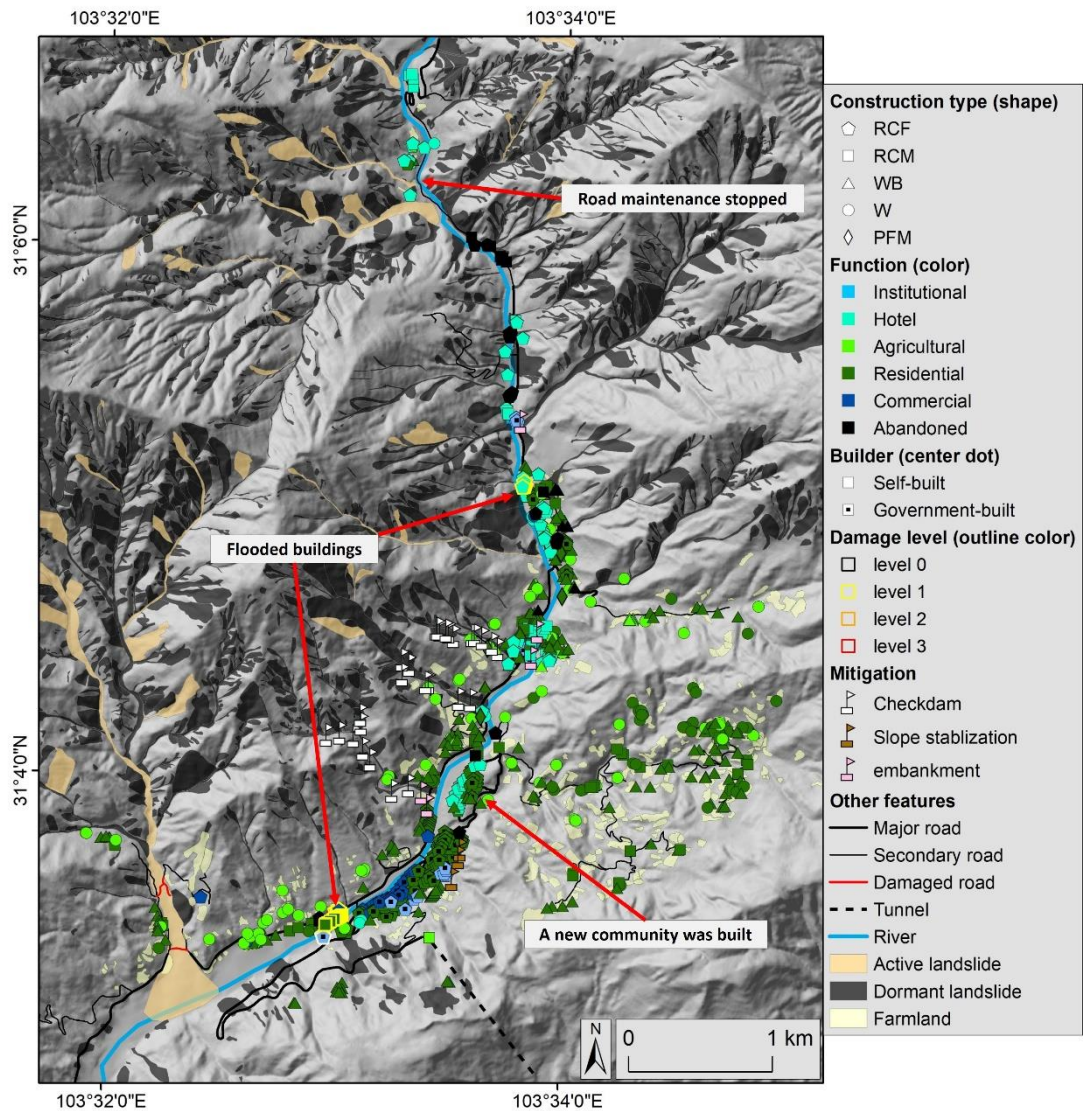 103°32'0"E
103°34'0"E
31°6'0"N
31°4'0"N
Road maintenance stopped
Flooded buildings
A new community was built
N
0
1 km
103°32'0"E
103°34'0"E
Construction type (shape)
RCF
RCM
WB
W
PFM
Function (color)
Institutional
Hotel
Agricultural
Residential
Commercial
Abandoned
Builder (center dot)
Self-built
Government-built
Damage level (outline color)
level 0
level 1
level 2
level 3
Mitigation
Checkdam
Slope stablization
embankment
Other features
Major road
Secondary road
Damaged road
Tunnel
River
Active landslide
Dormant landslide
Farmland